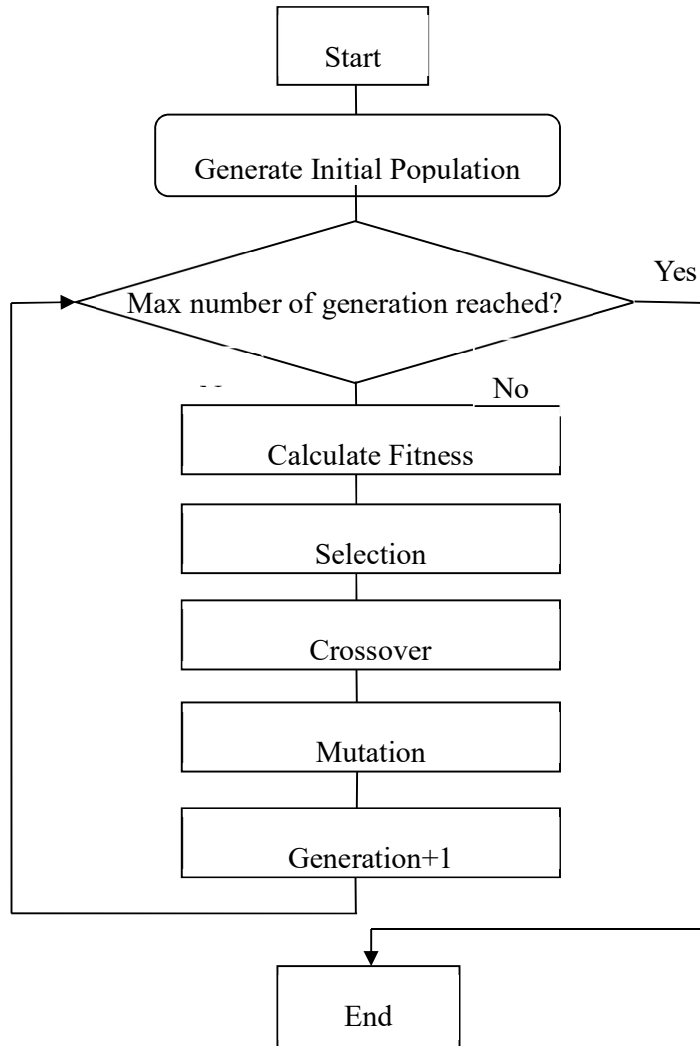 Start
Generate Initial Population
Yes
Max number of generation reached?
No
Calculate Fitness
Selection
Crossover
Mutation
Generation+1
End